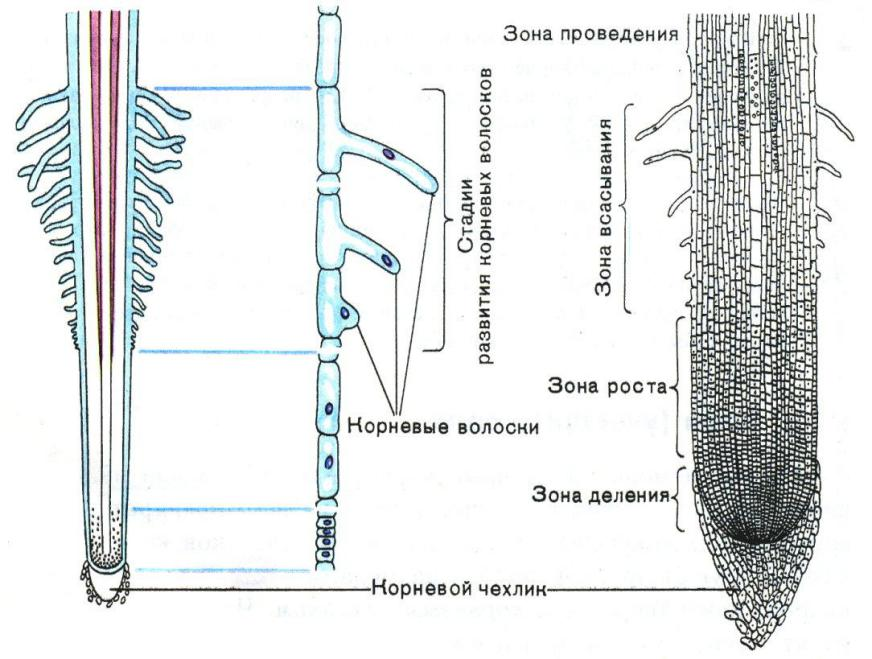 Зона проведения
Стадии
развития корневых волосков
Зона всасывания
Зона роста
Корневые волоски
Зона деления
Корневой чехлик